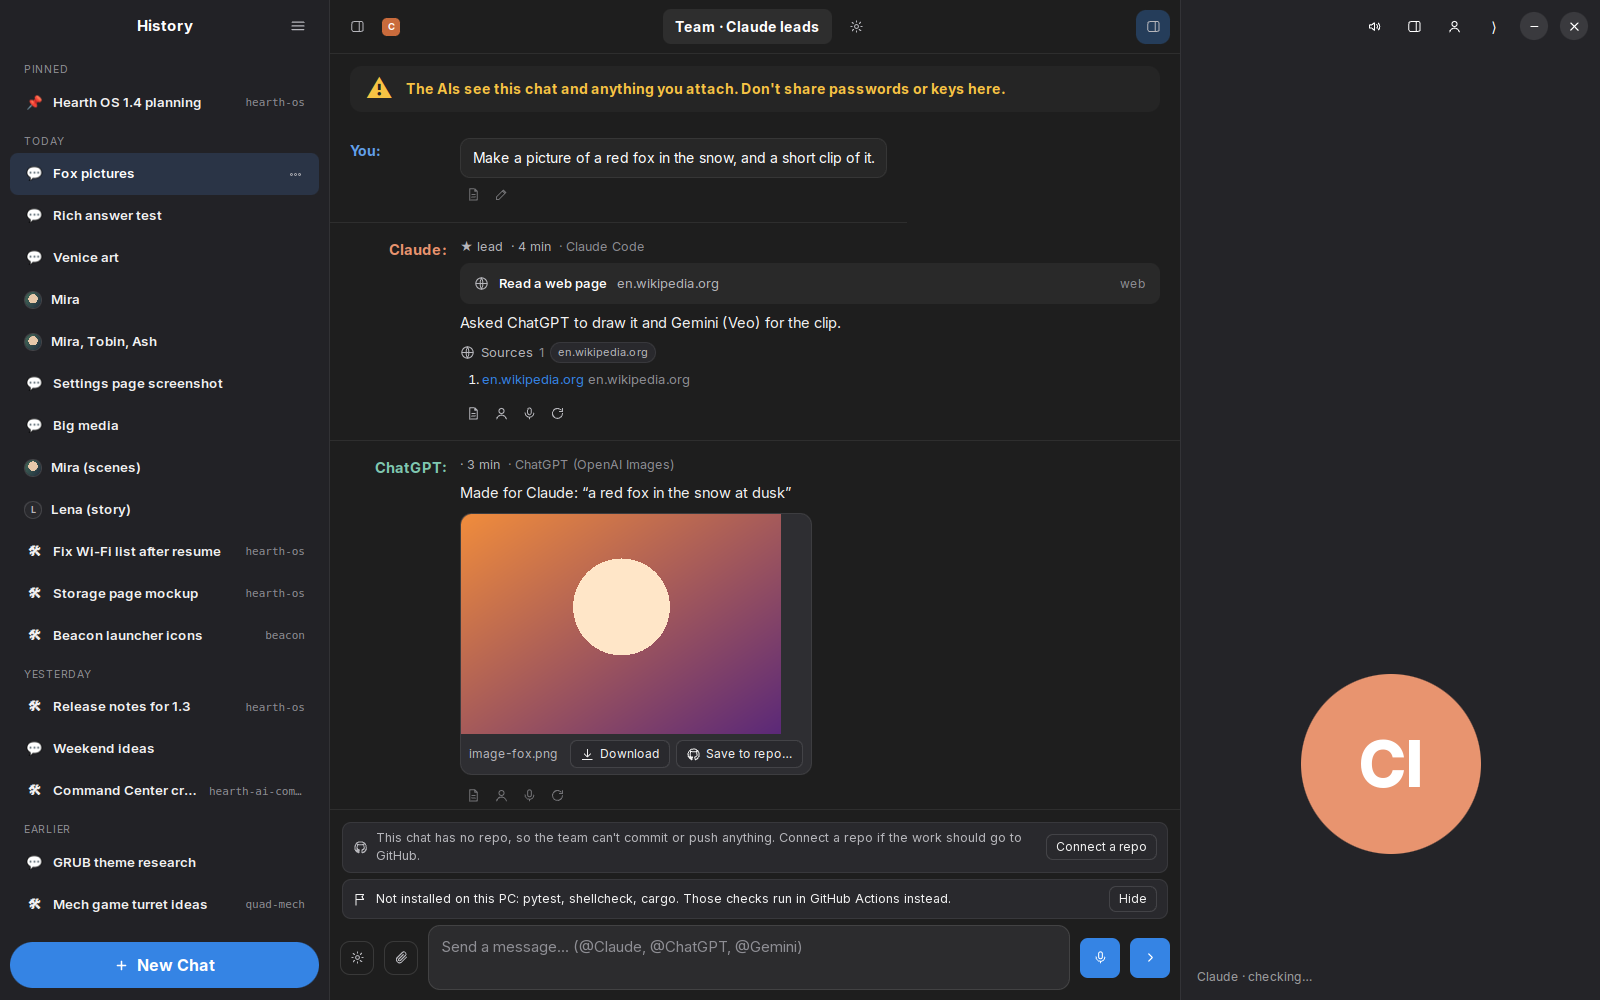 History
PINNED
Hearth OS 1.4 planning hearth-os
TODAY
Fox pictures
Rich answer test
Venice art
Mira
Mira, Tobin, Ash
Settings page screenshot
Big media
Mira (scenes)
L Lena (story)
Fix Wi-Fi list after resume hearth-os
Storage page mockup hearth-os
Beacon launcher icons beacon
YESTERDAY
Release notes for 1.3 hearth-os
Weekend ideas
Command Center cr... hearth-ai-com…
EARLIER
GRUB theme research
Mech game turret ideas quad-mech
+ New Chat
C
Team · Claude leads
The AIs see this chat and anything you attach. Don't share passwords or keys here.
You:
Make a picture of a red fox in the snow, and a short clip of it.
Claude:
★ lead · 4 min · Claude Code
Read a web page en.wikipedia.org web
Asked ChatGPT to draw it and Gemini (Veo) for the clip.
Sources 1 en.wikipedia.org
1. en.wikipedia.org en.wikipedia.org
ChatGPT:
· 3 min · ChatGPT (OpenAI Images)
Made for Claude: “a red fox in the snow at dusk”
image-fox.png Download Save to repo...
This chat has no repo, so the team can't commit or push anything. Connect a repo if the work should go to
GitHub.
Connect a repo
Not installed on this PC: pytest, shellcheck, cargo. Those checks run in GitHub Actions instead.
Hide
Send a message... (@Claude, @ChatGPT, @Gemini)
Cl
Claude · checking...